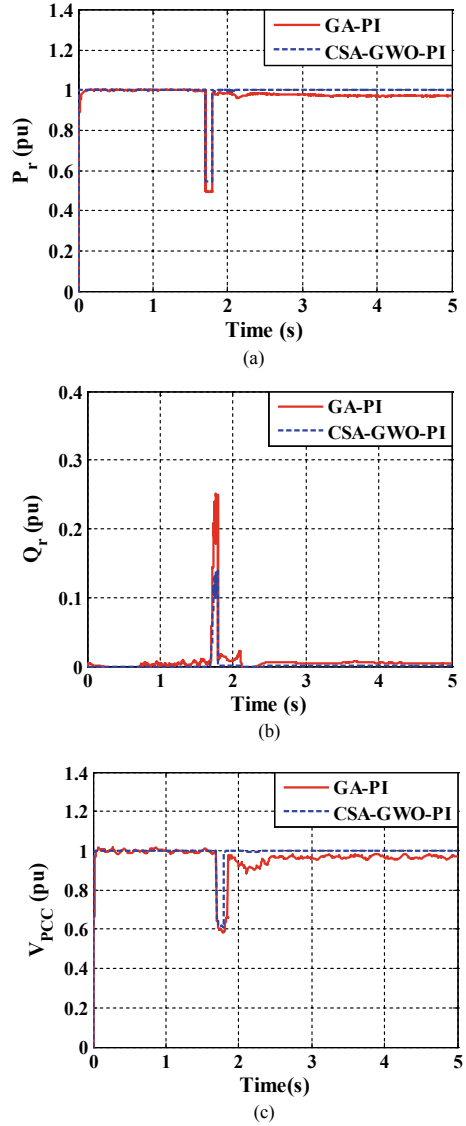 1.4
1.2
1
0.8
0.6
0.4
0.2
0
P_r (pu)
GA-PI
CSA-GWO-PI
0 1 2 3 4 5
Time (s)
(a)
0.4
0.3
0.2
0.1
0
Q_r (pu)
GA-PI
CSA-GWO-PI
0 1 2 3 4 5
Time (s)
(b)
1.4
1.2
1
0.8
0.6
0.4
0.2
0
V_PCC (pu)
GA-PI
CSA-GWO-PI
0 1 2 3 4 5
Time(s)
(c)